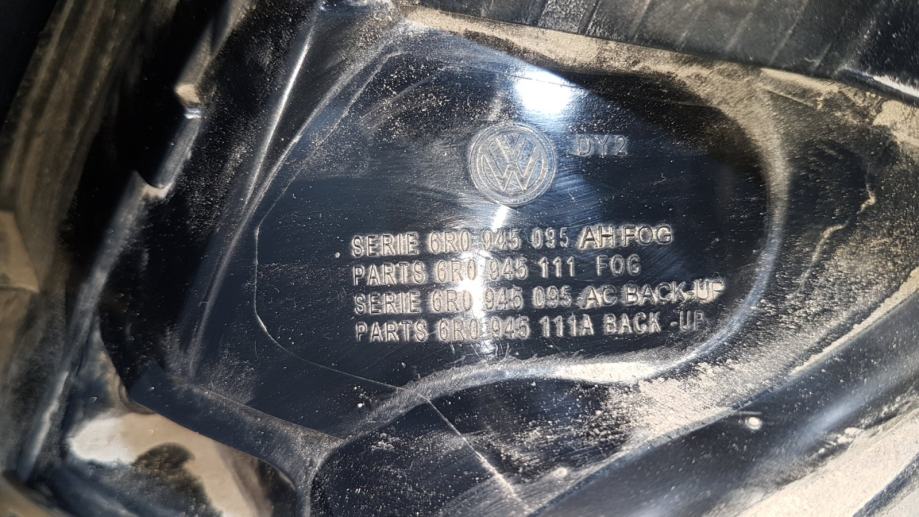 VW DY2
SERIE 6R0 945 095 AH FOG
PARTS 6R0 945 111 FOG
SERIE 6R0 945 095 AC BACK-UP
PARTS 6R0 945 111A BACK-UP